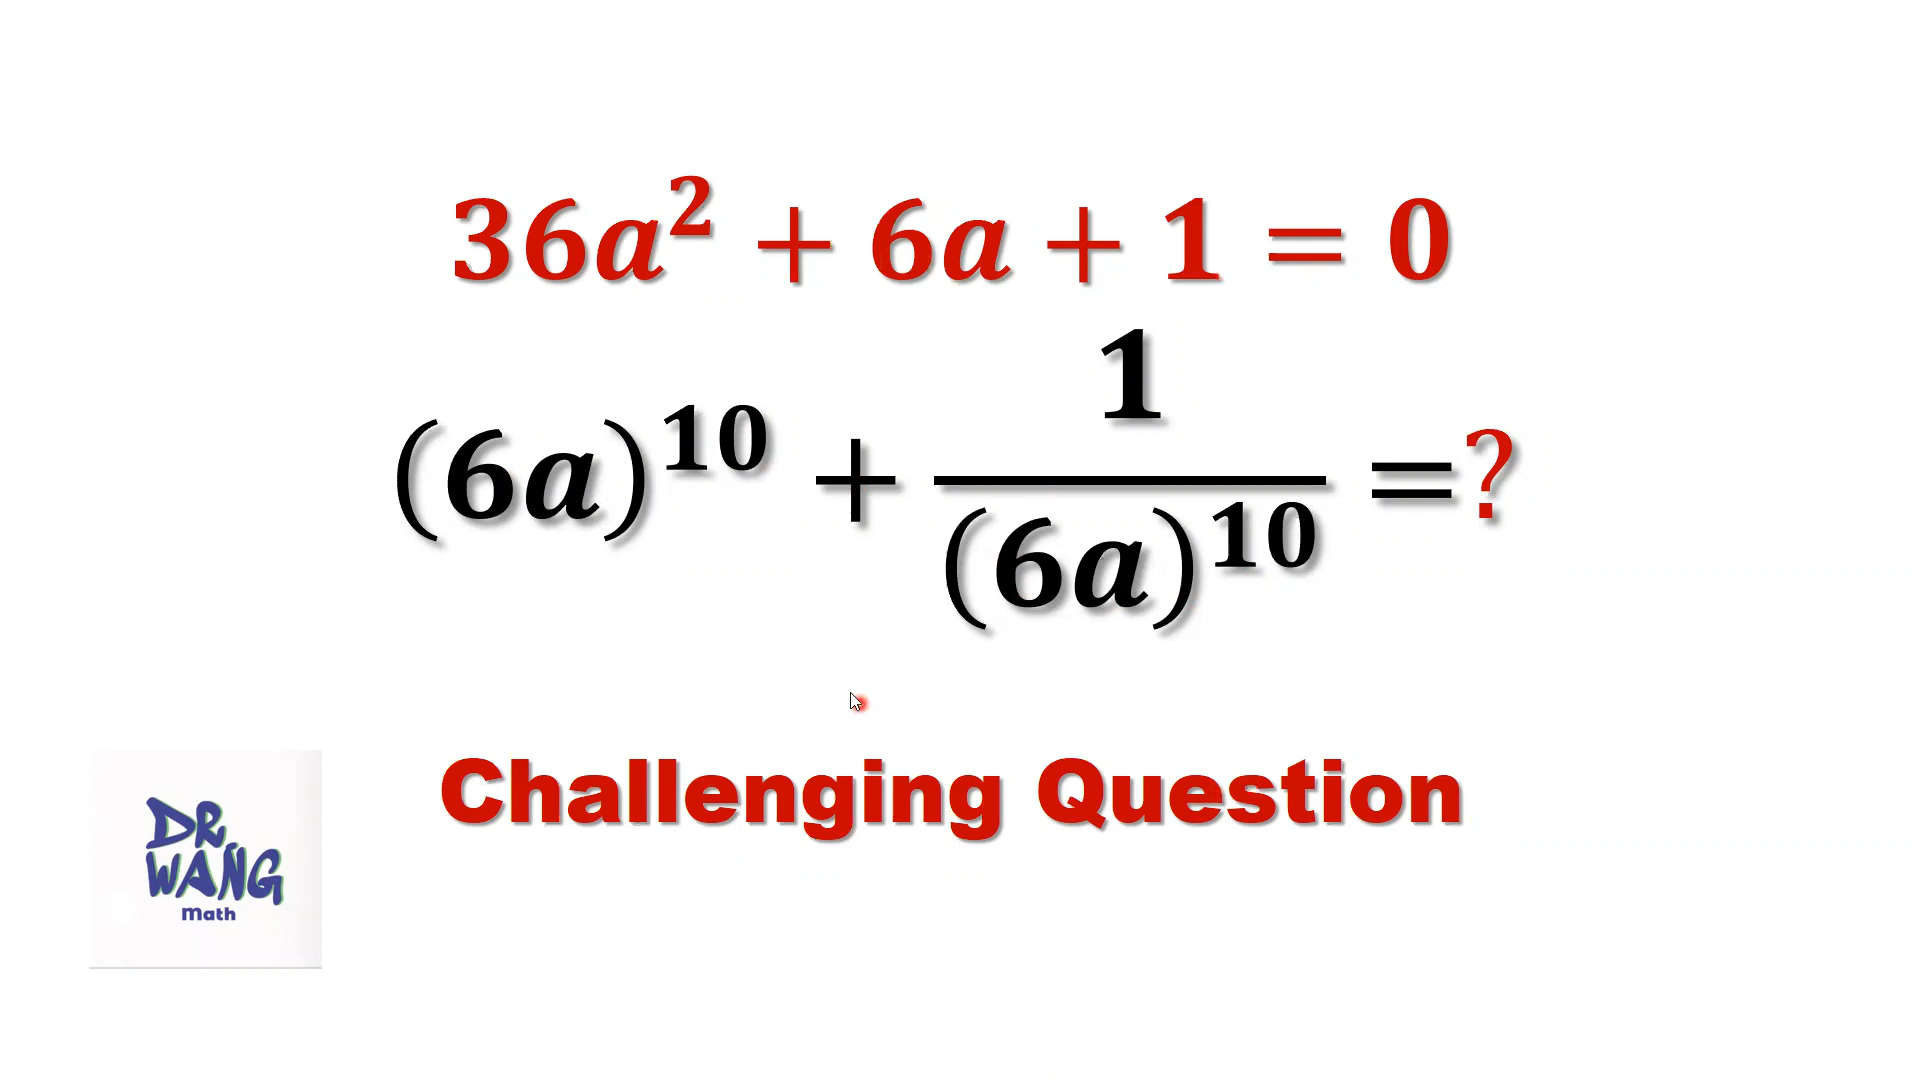 36a² + 6a + 1 = 0
(6a)¹⁰ + 1/(6a)¹⁰ =?
Challenging Question
DR
WANG
Math